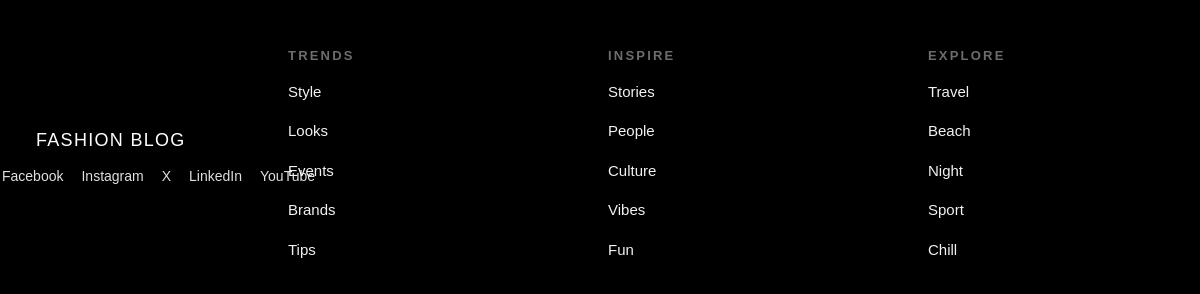 FASHION BLOG
Facebook Instagram X LinkedIn YouTube
TRENDS
Style
Looks
Events
Brands
Tips
INSPIRE
Stories
People
Culture
Vibes
Fun
EXPLORE
Travel
Beach
Night
Sport
Chill